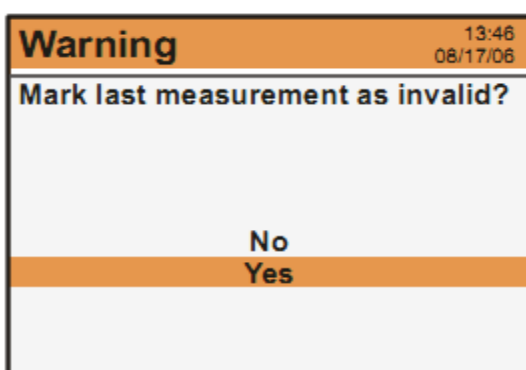 Warning
13:46
08/17/06
Mark last measurement as invalid?
No
Yes